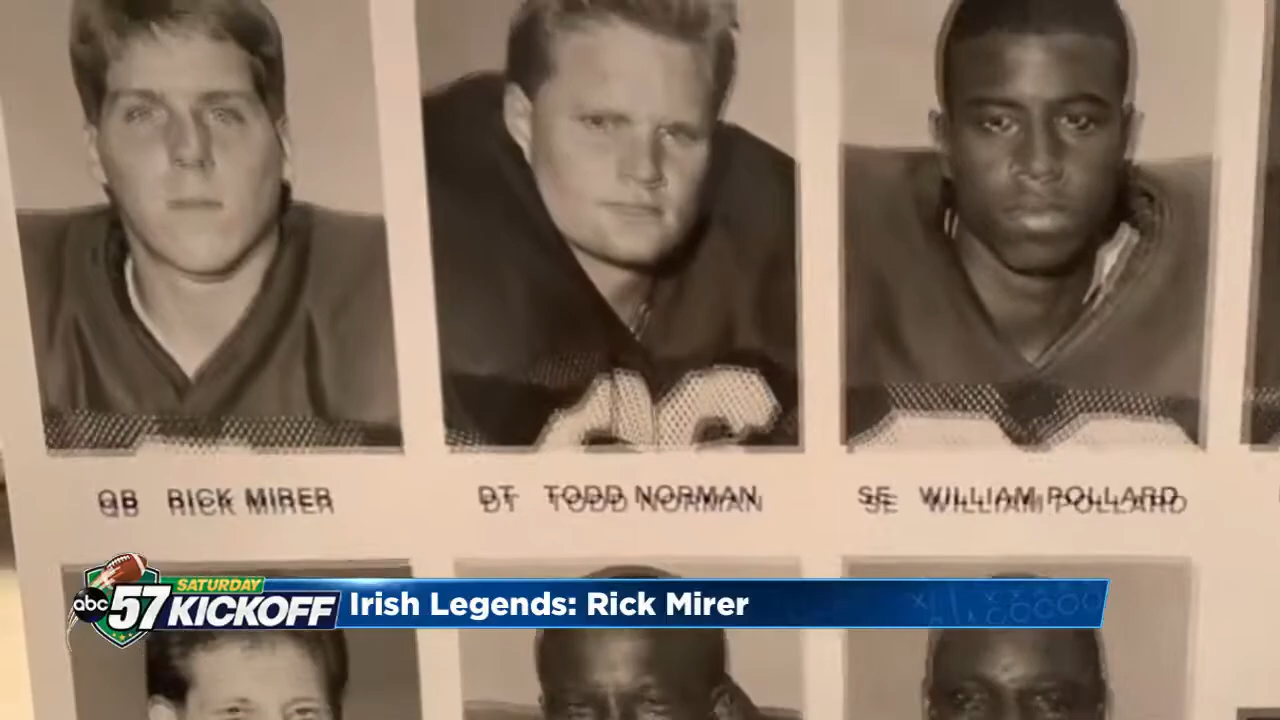 QB RICK MIRER
DT TODD NORMAN
SE WILLIAM POLLARD
abc 57 SATURDAY KICKOFF
Irish Legends: Rick Mirer